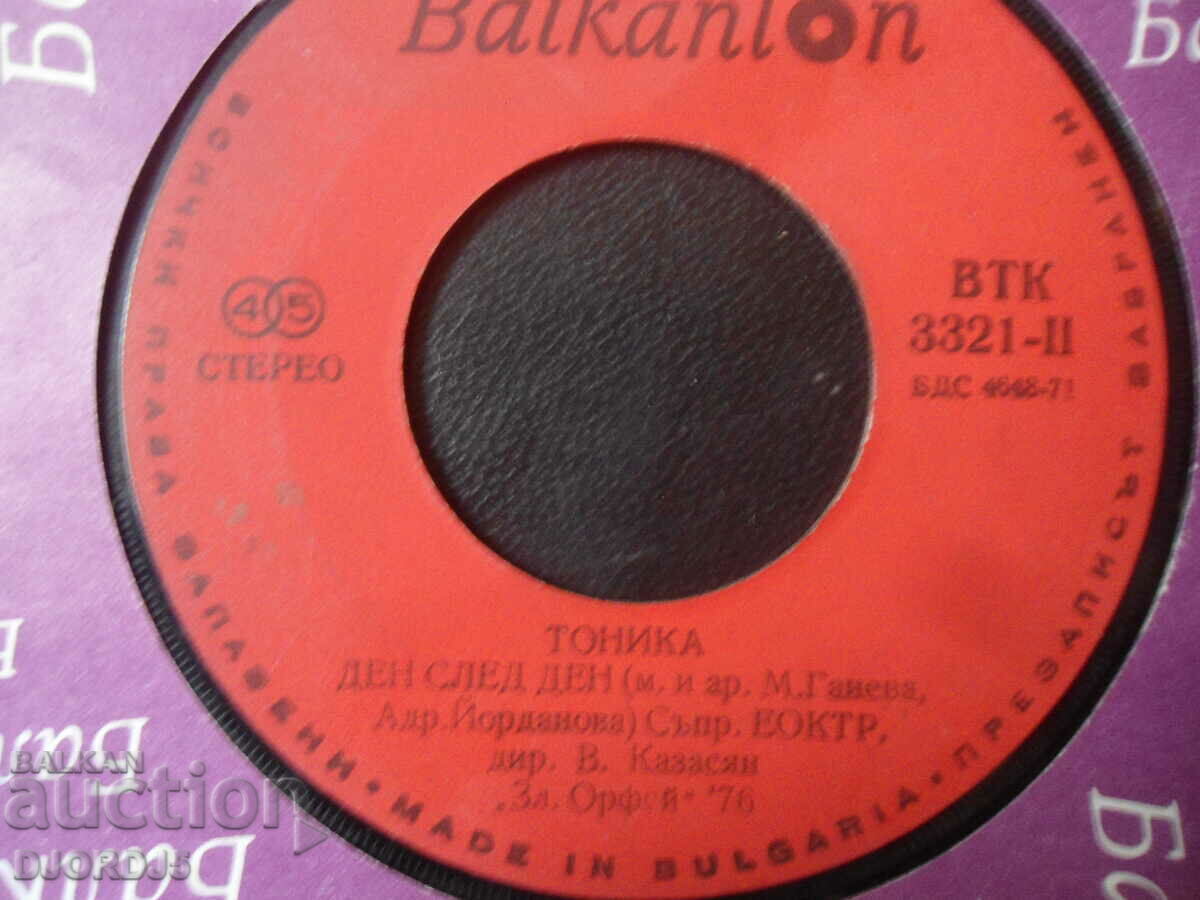 Balkanton
45
СТЕРЕО
ВТК
3321-II
БДС 4648-71
ТОНИКА
ДЕН СЛЕД ДЕН (м. и ар. М. Ганева,
Адр. Йорданова) Съпр. ЕОКТР,
дир. В. Казасян
„Зл. Орфей“ '76
ВСИЧКИ ПРАВА ЗАПАЗЕНИ • MADE IN BULGARIA • ПРЕЗАПИСЪТ ЗАБРАНЕН
BALKAN
auction
DJORDJ5